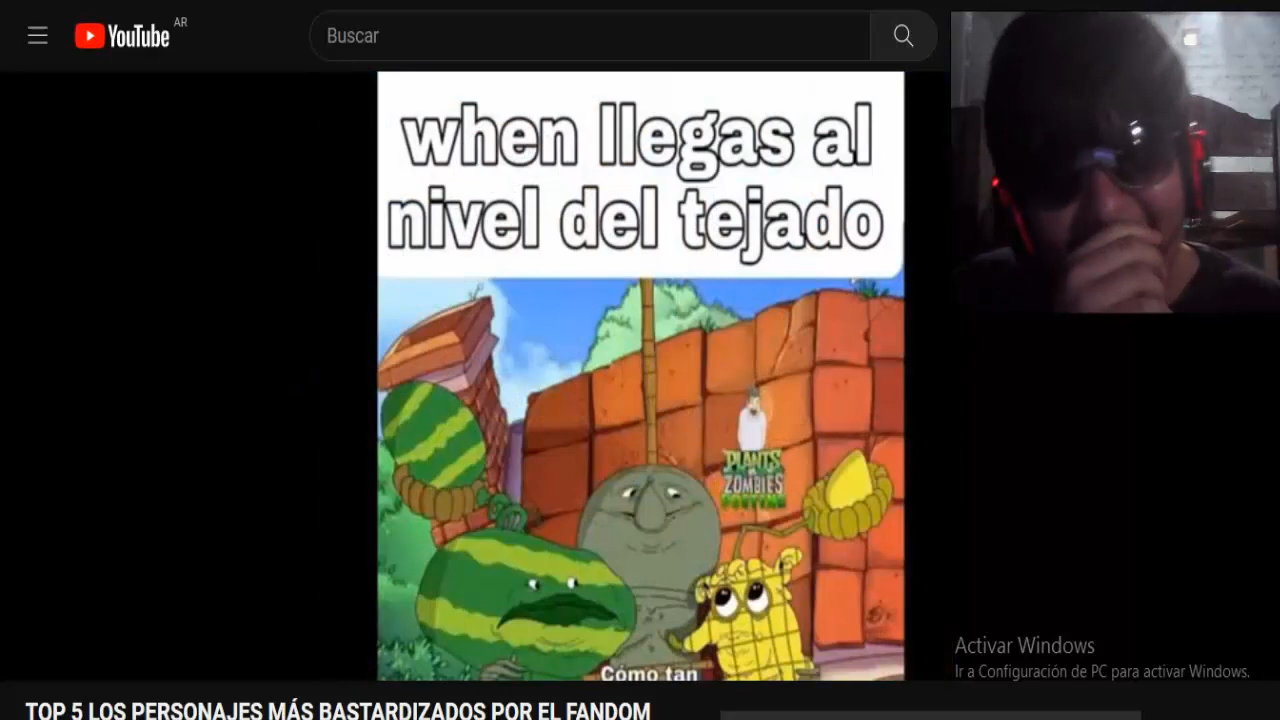 YouTube AR
Buscar
when llegas al
nivel del tejado
PLANTS
VS
ZOMBIES
Cómo tan
Activar Windows
Ir a Configuración de PC para activar Windows.
TOP 5 LOS PERSONAJES MÁS BASTARDIZADOS POR EL FANDOM